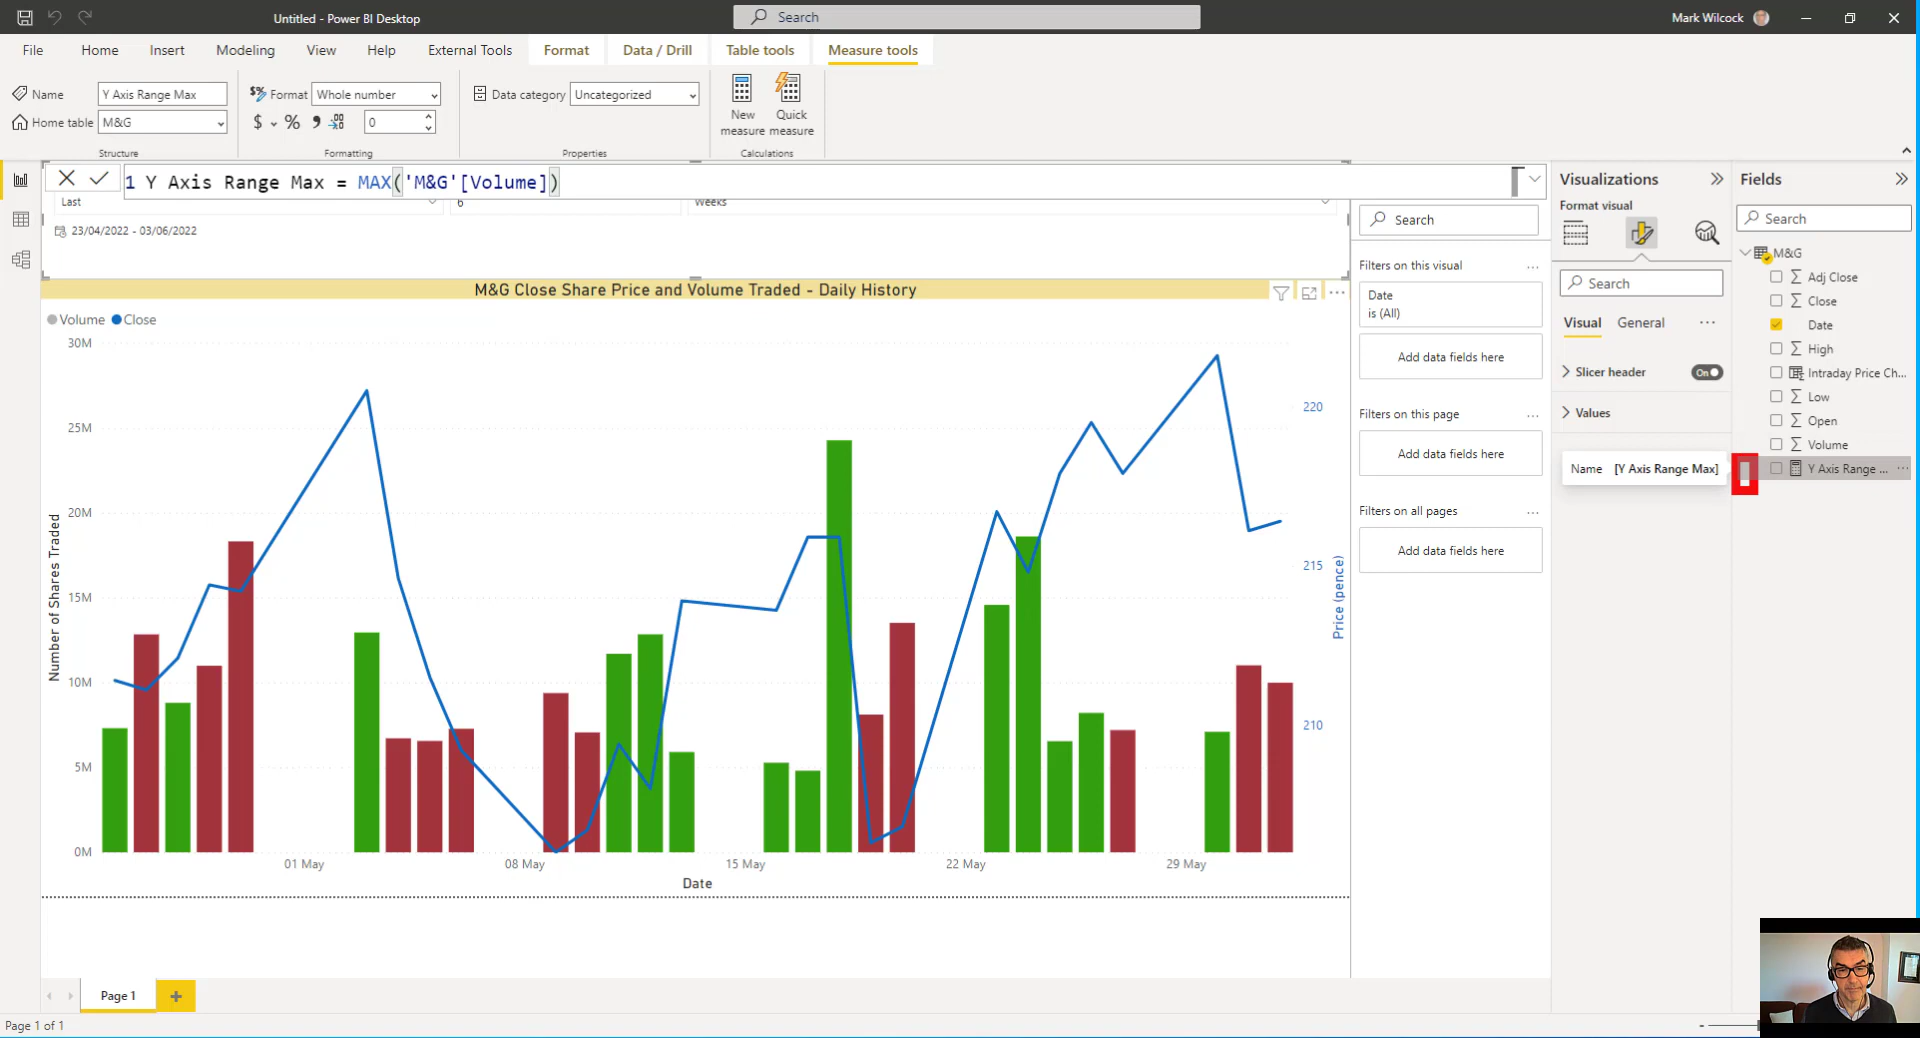 Untitled - Power BI Desktop
Search
Mark Wilcock
File Home Insert Modeling View Help External Tools Format Data / Drill Table tools Measure tools
Name Y Axis Range Max
Home table M&G
Structure
$% Format Whole number
$ % 0
Formatting
Data category Uncategorized
Properties
New measure
Quick measure
Calculations
1 Y Axis Range Max = MAX('M&G'[Volume])
Last 6 Weeks
23/04/2022 - 03/06/2022
M&G Close Share Price and Volume Traded - Daily History
Volume Close
Number of Shares Traded
30M
25M
20M
15M
10M
5M
0M
01 May 08 May 15 May 22 May 29 May
Date
220
215
210
Price (pence)
Search
Filters on this visual
Date
is (All)
Add data fields here
Filters on this page
Add data fields here
Filters on all pages
Add data fields here
Visualizations
Format visual
Search
Visual General
Slicer header On
Values
Name [Y Axis Range Max]
Fields
Search
M&G
Adj Close
Close
Date
High
Intraday Price Ch...
Low
Open
Volume
Y Axis Range ...
Page 1
Page 1 of 1